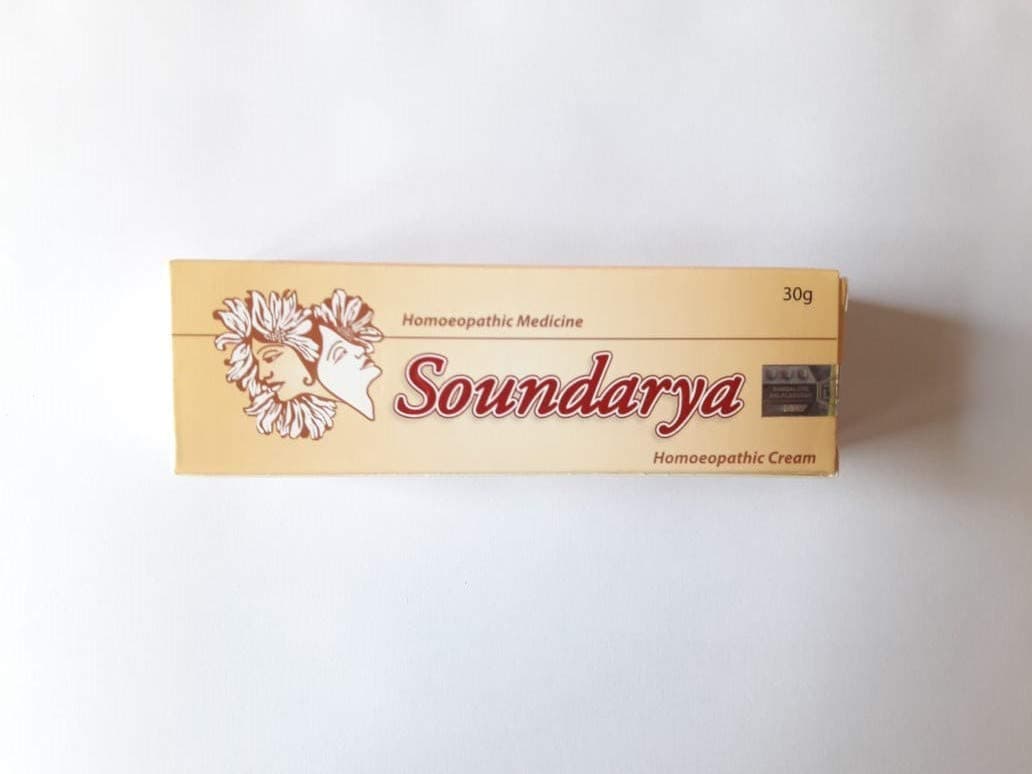 30g
Homoeopathic Medicine
Soundarya
Homoeopathic Cream